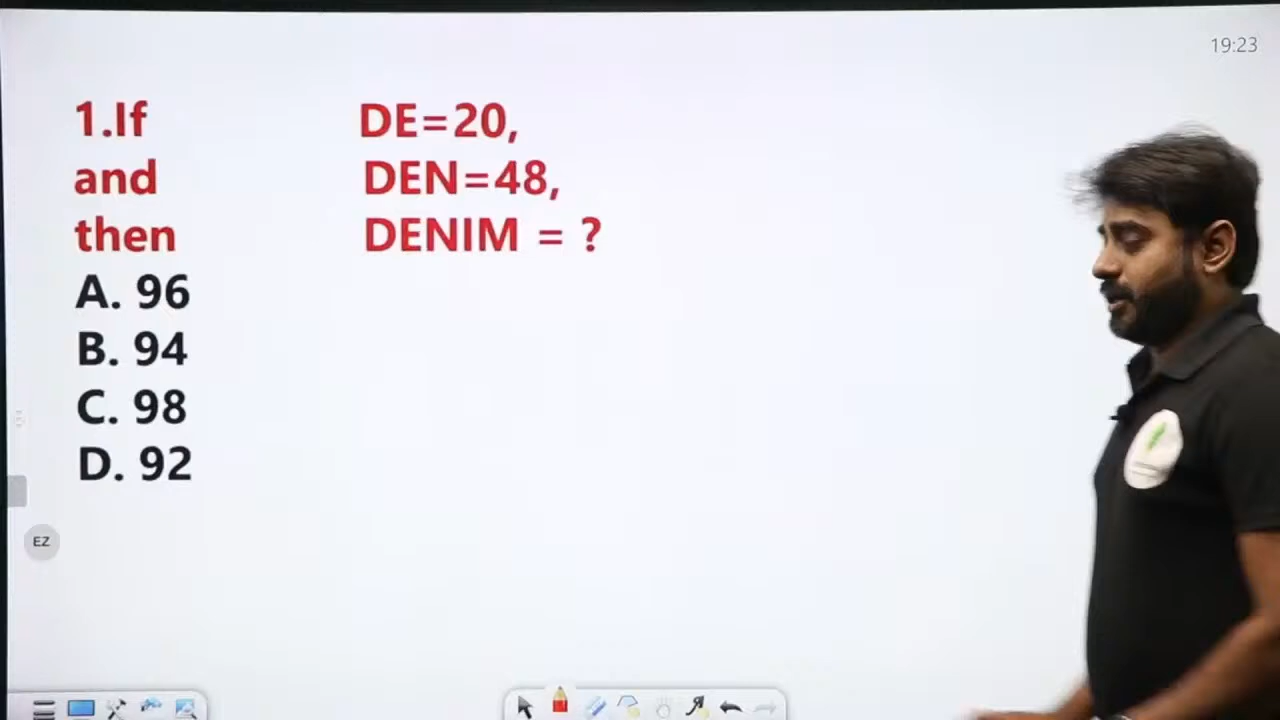 19:23
1.If DE=20,
and DEN=48,
then DENIM = ?
A. 96
B. 94
C. 98
D. 92
EZ